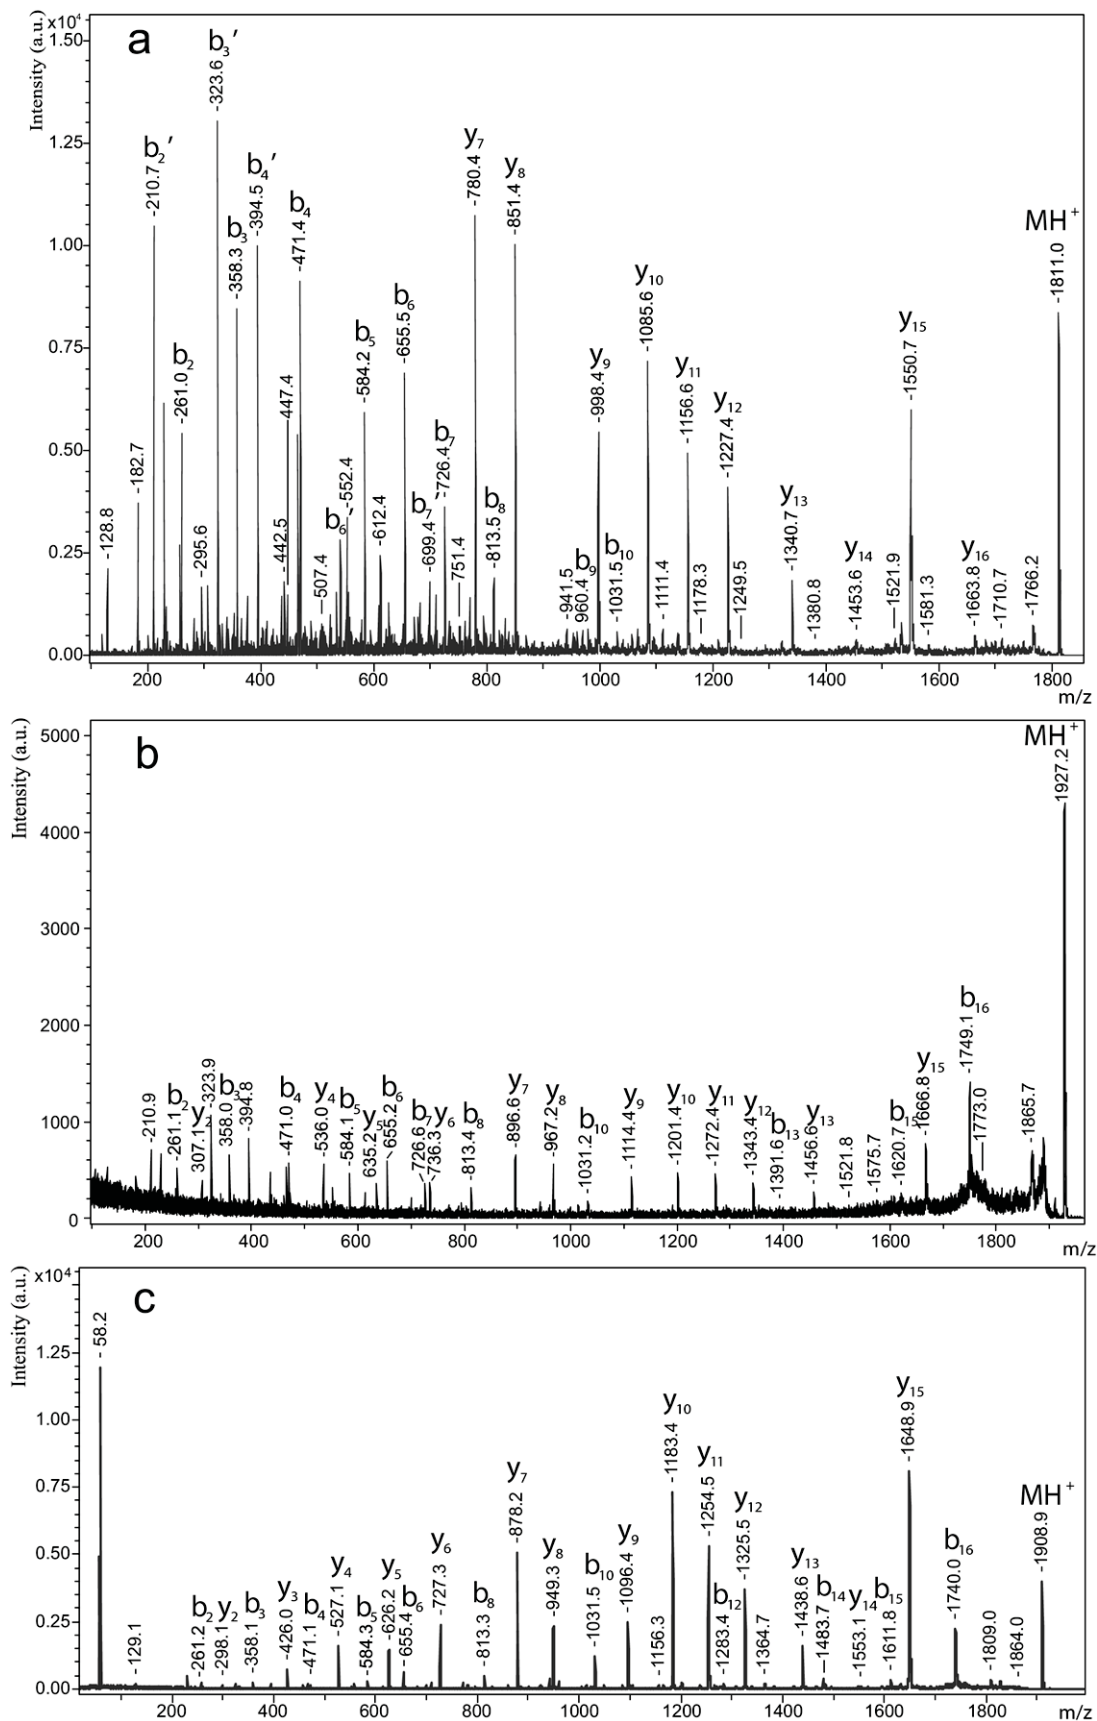 a
Intensity (a.u.)
x10⁴
1.50
1.25
1.00
0.75
0.50
0.25
0.00
128.8
182.7
b₂′
210.7
b₂
261.0
295.6
b₃′
323.6
b₃
358.3
b₄′
394.5
442.5
447.4
b₄
471.4
507.4
b₆′
552.4
b₅
584.2
612.4
b₆
655.5
b₇′
699.4
b₇
726.4
751.4
y₇
780.4
b₈
813.5
y₈
851.4
941.5
b₉
960.4
y₉
998.4
b₁₀
1031.5
y₁₀
1085.6
1111.4
y₁₁
1156.6
1178.3
y₁₂
1227.4
1249.5
y₁₃
1340.7
1380.8
y₁₄
1453.6
1521.9
y₁₅
1550.7
1581.3
y₁₆
1663.8
1710.7
1766.2
MH⁺
1811.0
200 400 600 800 1000 1200 1400 1600 1800
m/z
b
Intensity (a.u.)
5000
4000
3000
2000
1000
0
210.9
b₂
261.1
y₂
307.1
323.9
b₃
358.0
394.8
b₄
471.0
y₄
536.0
b₅
584.1
y₅
635.2
b₆
655.2
b₇
726.6
y₆
736.3
b₈
813.4
y₇
896.6
y₈
967.2
b₁₀
1031.2
y₉
1114.4
y₁₀
1201.4
y₁₁
1272.4
y₁₂
1343.4
b₁₃
1391.6
y₁₃
1456.6
1521.8
1575.7
b₁₅
1620.7
y₁₅
1666.8
b₁₆
1749.1
1773.0
1865.7
MH⁺
1927.2
200 400 600 800 1000 1200 1400 1600 1800
m/z
c
Intensity (a.u.)
x10⁴
1.25
1.00
0.75
0.50
0.25
0.00
58.2
129.1
b₂
261.2
y₂
298.1
b₃
358.1
y₃
426.0
b₄
471.1
y₄
527.1
b₅
584.3
y₅
626.2
b₆
655.4
y₆
727.3
b₈
813.3
y₇
878.2
y₈
949.3
b₁₀
1031.5
y₉
1096.4
1156.3
y₁₀
1183.4
y₁₁
1254.5
b₁₂
1283.4
y₁₂
1325.5
1364.7
y₁₃
1438.6
b₁₄
1483.7
y₁₄
1553.1
b₁₅
1611.8
y₁₅
1648.9
b₁₆
1740.0
1809.0
1864.0
MH⁺
1908.9
200 400 600 800 1000 1200 1400 1600 1800
m/z